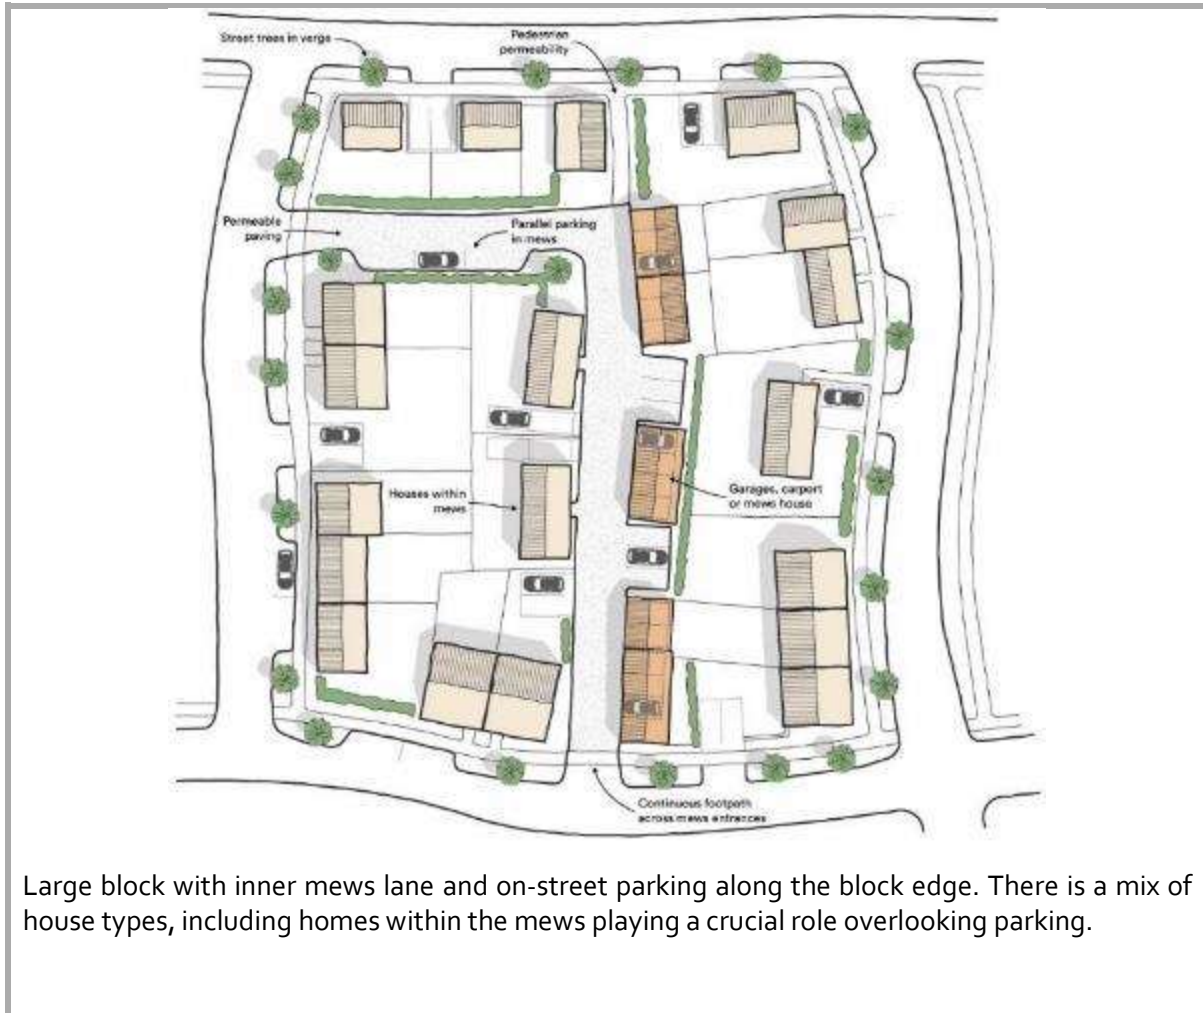 Street trees in verge
Pedestrian
permeability
Permeable
paving
Parallel parking
in mews
Houses within
mews
Garages, carport
or mews house
Continuous footpath
across mews entrances
Large block with inner mews lane and on-street parking along the block edge. There is a mix of
house types, including homes within the mews playing a crucial role overlooking parking.